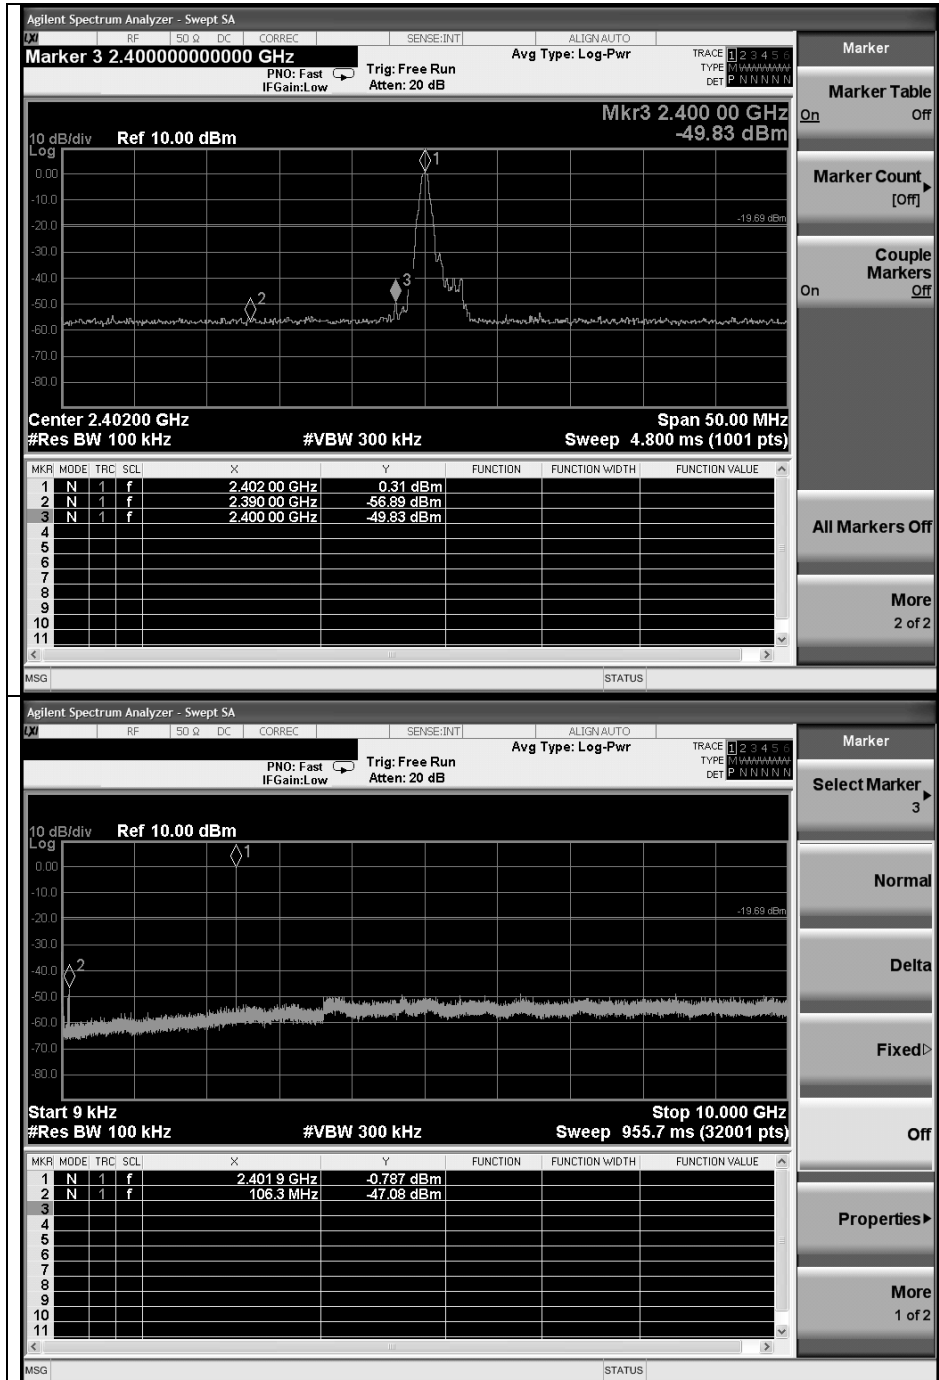 Agilent Spectrum Analyzer - Swept SA
LXI RF 50 Ω DC CORREC SENSE:INT ALIGNAUTO
Marker 3 2.400000000000 GHz
PNO: Fast
IFGain:Low
Trig: Free Run
Atten: 20 dB
Avg Type: Log-Pwr
TRACE 1 2 3 4 5 6
TYPE MWWWWW
DET P N N N N N
Mkr3 2.400 00 GHz
-49.83 dBm
10 dB/div Ref 10.00 dBm
Log
0.00
-10.0
-20.0
-30.0
-40.0
-50.0
-60.0
-70.0
-80.0
1
2
3
-19.69 dBm
Center 2.40200 GHz Span 50.00 MHz
#Res BW 100 kHz #VBW 300 kHz Sweep 4.800 ms (1001 pts)
MKR MODE TRC SCL X Y FUNCTION FUNCTION WIDTH FUNCTION VALUE
1 N 1 f 2.402 00 GHz 0.31 dBm
2 N 1 f 2.390 00 GHz -56.89 dBm
3 N 1 f 2.400 00 GHz -49.83 dBm
4
5
6
7
8
9
10
11
MSG STATUS
Marker
Marker Table
On Off
Marker Count
[Off]
Couple
Markers
On Off
All Markers Off
More
2 of 2
Agilent Spectrum Analyzer - Swept SA
LXI RF 50 Ω DC CORREC SENSE:INT ALIGNAUTO
PNO: Fast
IFGain:Low
Trig: Free Run
Atten: 20 dB
Avg Type: Log-Pwr
TRACE 1 2 3 4 5 6
TYPE MWWWWW
DET P N N N N N
10 dB/div Ref 10.00 dBm
Log
0.00
-10.0
-20.0
-30.0
-40.0
-50.0
-60.0
-70.0
-80.0
1
2
-19.69 dBm
Start 9 kHz Stop 10.000 GHz
#Res BW 100 kHz #VBW 300 kHz Sweep 955.7 ms (32001 pts)
MKR MODE TRC SCL X Y FUNCTION FUNCTION WIDTH FUNCTION VALUE
1 N 1 f 2.401 9 GHz -0.787 dBm
2 N 1 f 106.3 MHz -47.08 dBm
3
4
5
6
7
8
9
10
11
MSG STATUS
Marker
Select Marker
3
Normal
Delta
Fixed
Off
Properties
More
1 of 2